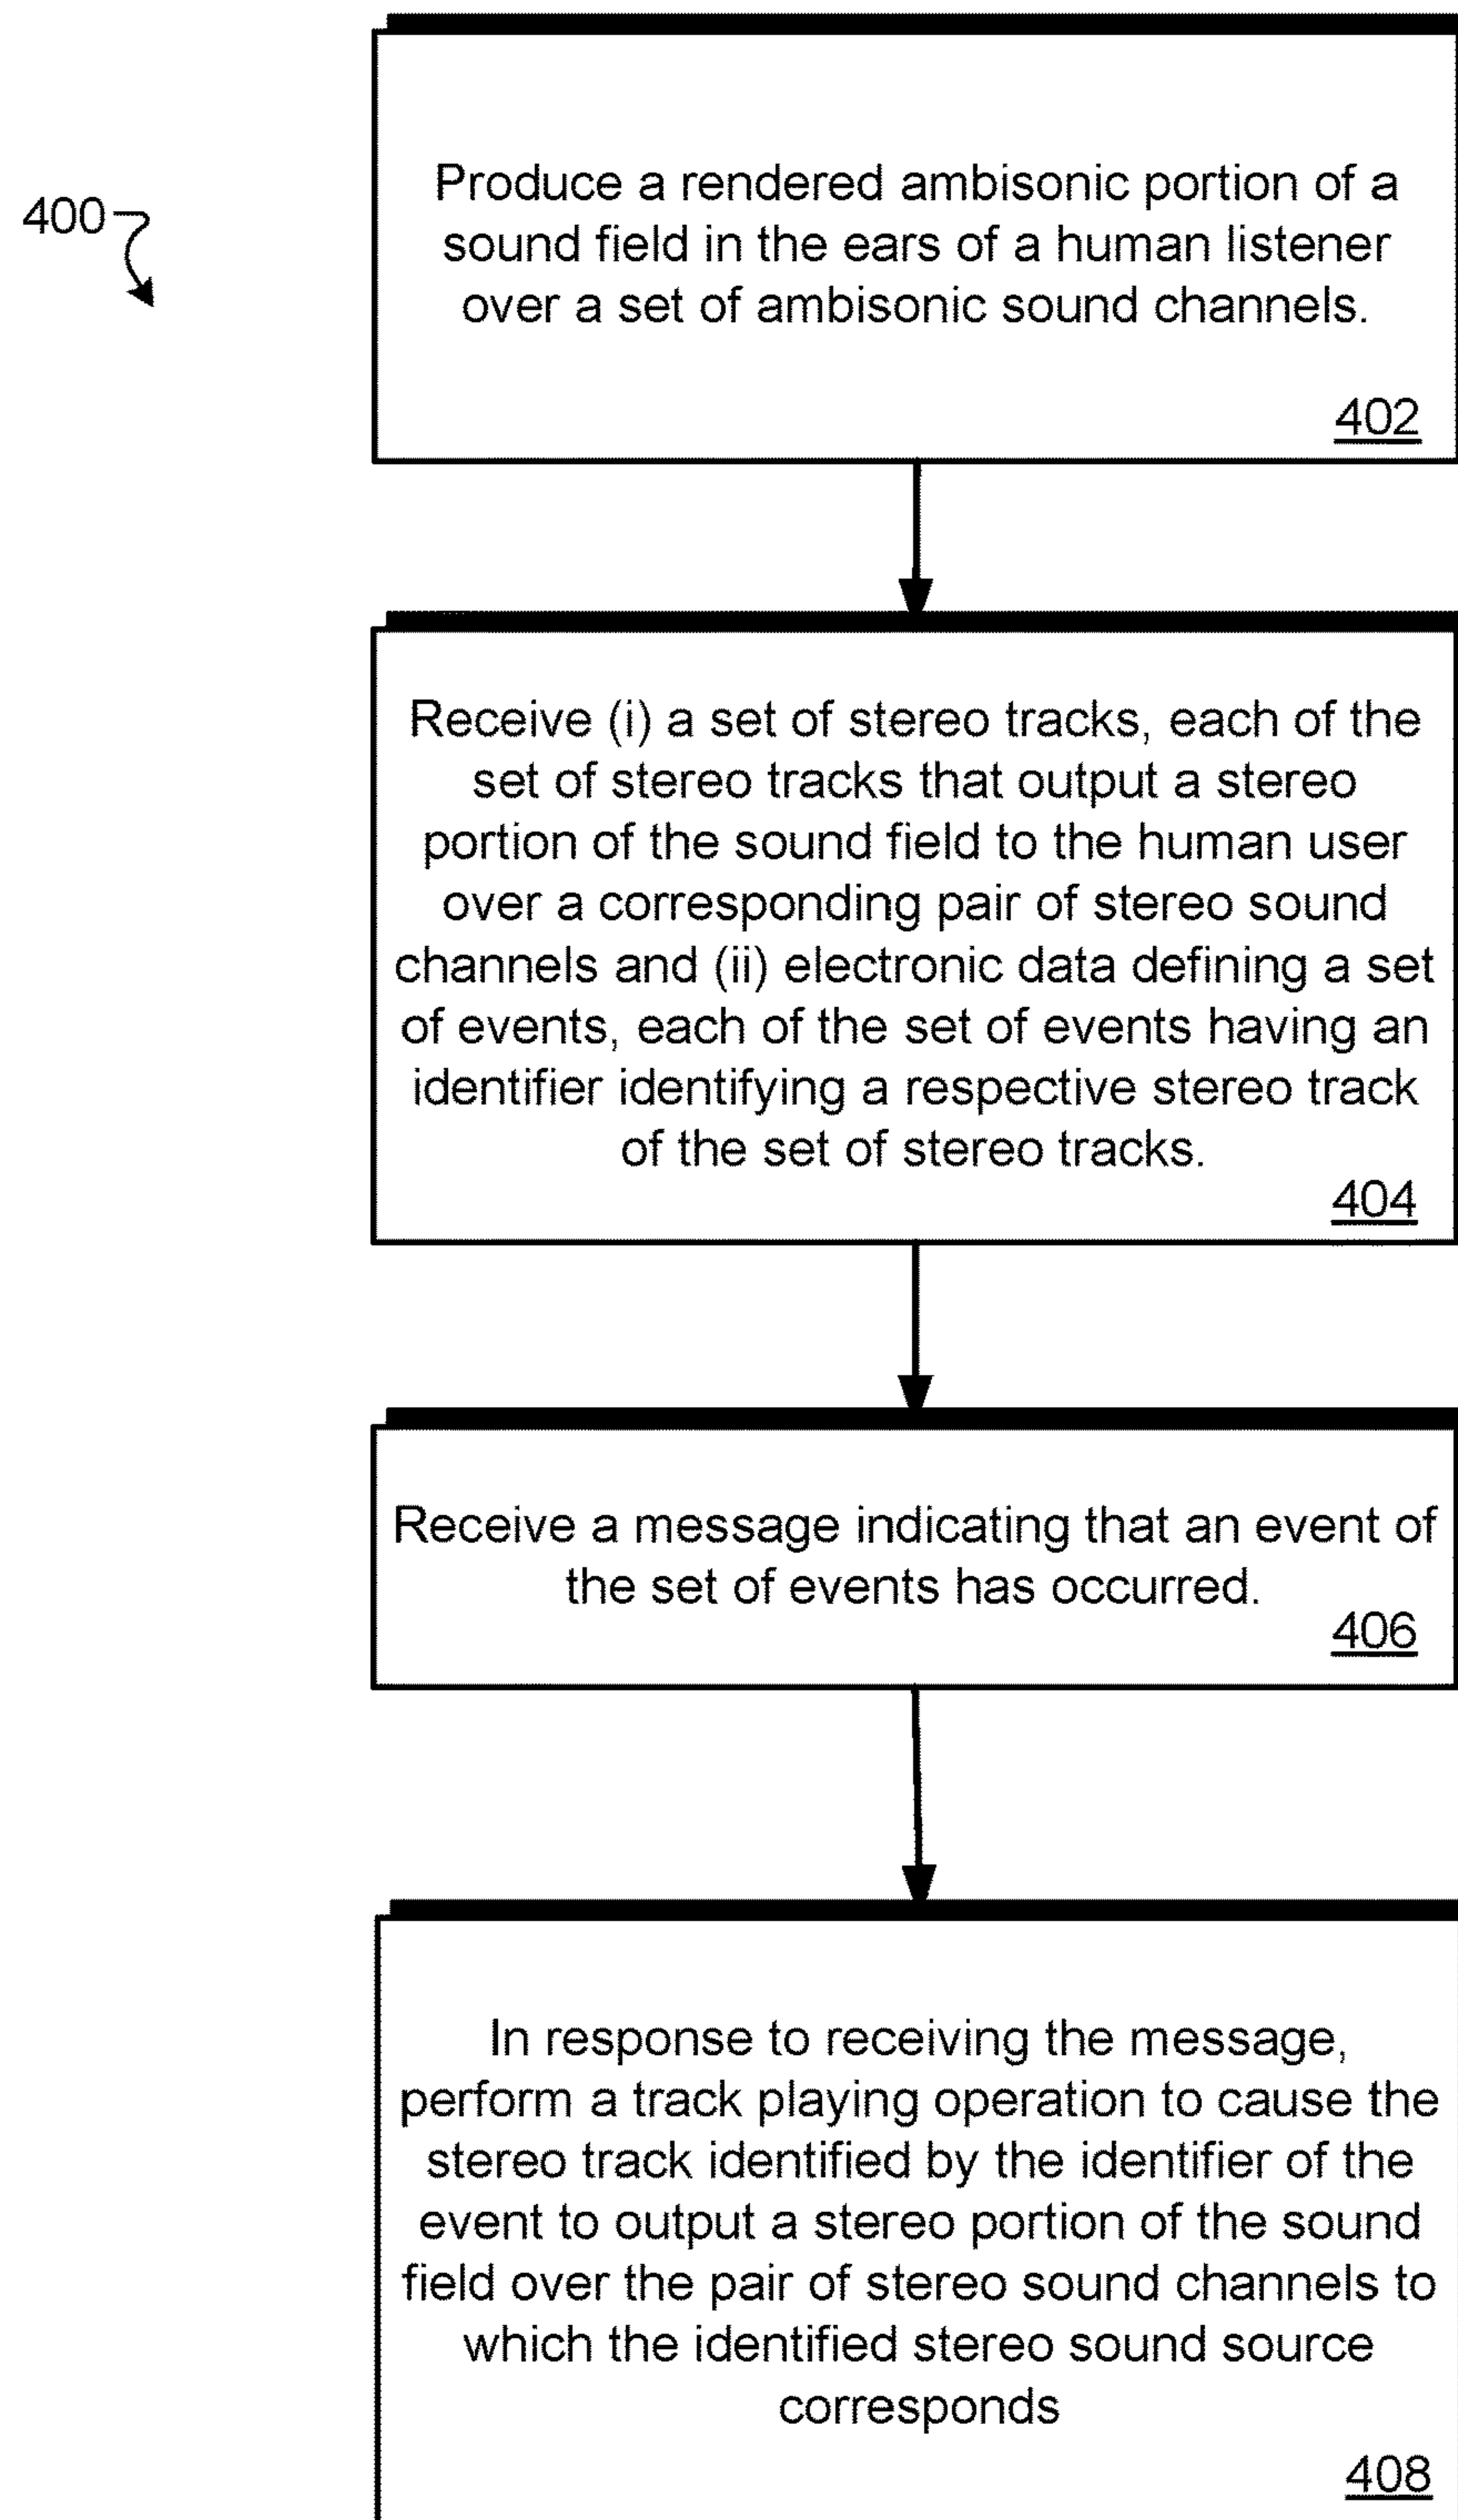 400
Produce a rendered ambisonic portion of a
sound field in the ears of a human listener
over a set of ambisonic sound channels.
402
Receive (i) a set of stereo tracks, each of the
set of stereo tracks that output a stereo
portion of the sound field to the human user
over a corresponding pair of stereo sound
channels and (ii) electronic data defining a set
of events, each of the set of events having an
identifier identifying a respective stereo track
of the set of stereo tracks.
404
Receive a message indicating that an event of
the set of events has occurred.
406
In response to receiving the message,
perform a track playing operation to cause the
stereo track identified by the identifier of the
event to output a stereo portion of the sound
field over the pair of stereo sound channels to
which the identified stereo sound source
corresponds
408